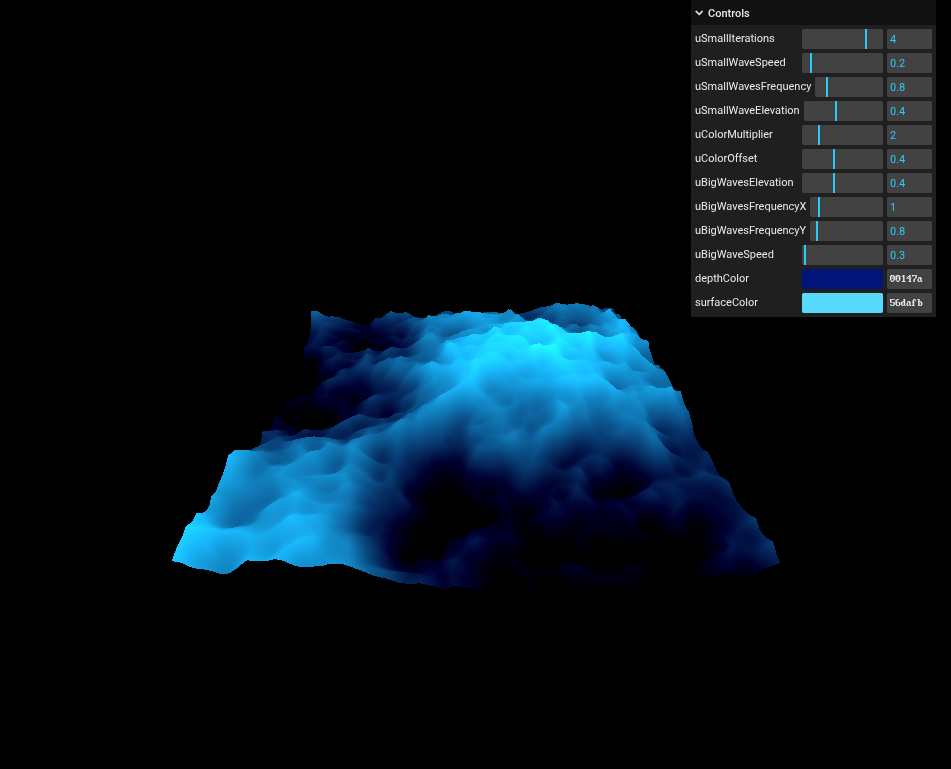 Controls
uSmallIterations 4
uSmallWaveSpeed 0.2
uSmallWavesFrequency 0.8
uSmallWaveElevation 0.4
uColorMultiplier 2
uColorOffset 0.4
uBigWavesElevation 0.4
uBigWavesFrequencyX 1
uBigWavesFrequencyY 0.8
uBigWaveSpeed 0.3
depthColor 00147a
surfaceColor 56dafb